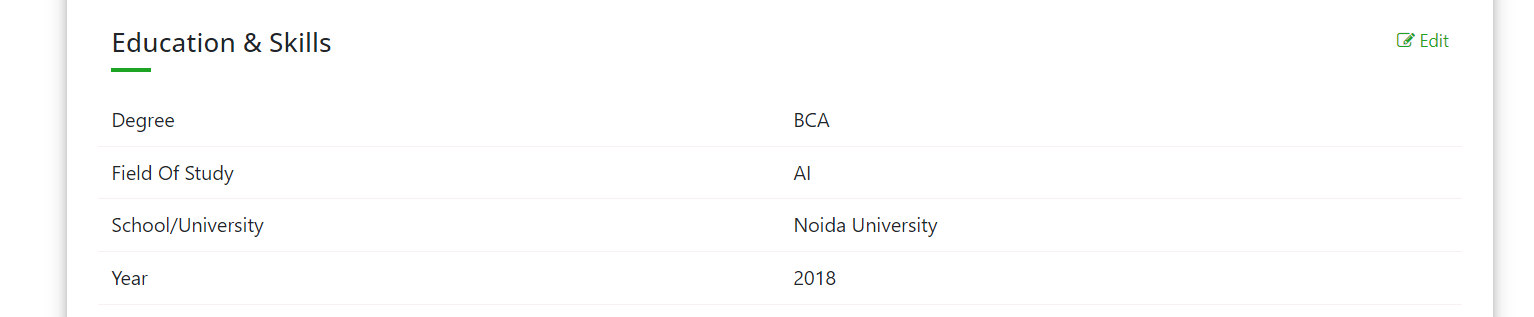 Education & Skills Edit
Degree BCA
Field Of Study AI
School/University Noida University
Year 2018